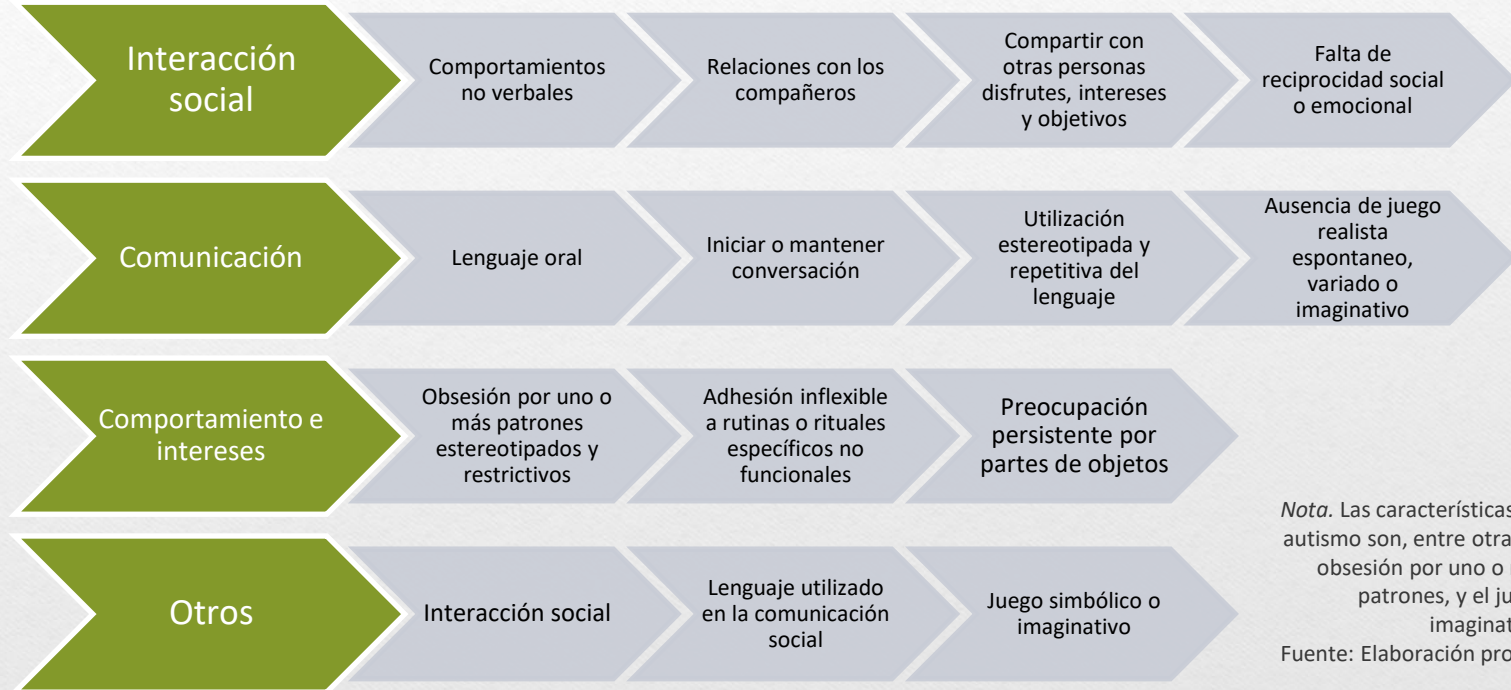 Interacción
social
Comportamientos
no verbales
Relaciones con los
compañeros
Compartir con
otras personas
disfrutes, intereses
y objetivos
Falta de
reciprocidad social
o emocional
Comunicación
Lenguaje oral
Iniciar o mantener
conversación
Utilización
estereotipada y
repetitiva del
lenguaje
Ausencia de juego
realista
espontaneo,
variado o
imaginativo
Comportamiento e
intereses
Obsesión por uno o
más patrones
estereotipados y
restrictivos
Adhesión inflexible
a rutinas o rituales
específicos no
funcionales
Preocupación
persistente por
partes de objetos
Otros
Interacción social
Lenguaje utilizado
en la comunicación
social
Juego simbólico o
imaginativo
Nota. Las características
autismo son, entre otra
obsesión por uno o
patrones, y el
Fuente: Elaboración